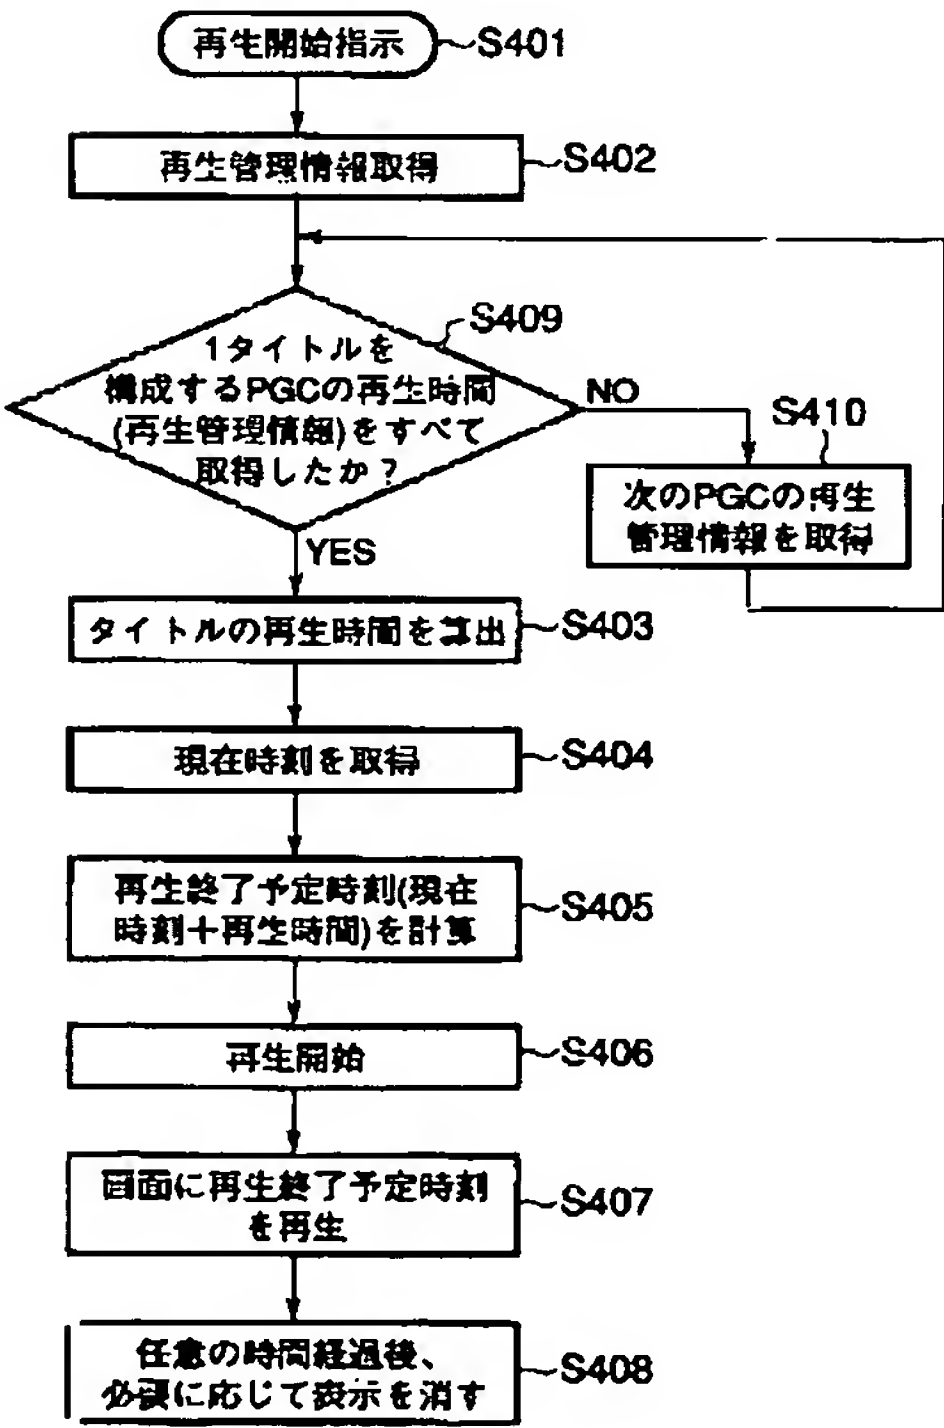 再生開始指示
S401
再生管理情報取得
S402
S409
1タイトルを
構成するPGCの再生時間
(再生管理情報)をすべて
取得したか？
NO
S410
次のPGCの再生
管理情報を取得
YES
タイトルの再生時間を算出
S403
現在時刻を取得
S404
再生終了予定時刻(現在
時刻＋再生時間)を計算
S405
再生開始
S406
画面に再生終了予定時刻
を再生
S407
任意の時間経過後、
必要に応じて表示を消す
S408